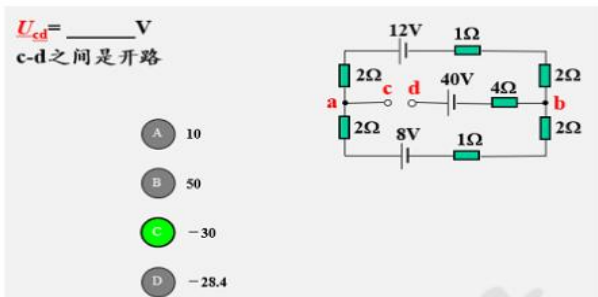 U_cd= ______V
c-d之间是开路
A 10
B 50
C －30
D －28.4
12V 1Ω
2Ω c d 40V 4Ω 2Ω
a b
2Ω 8V 1Ω 2Ω